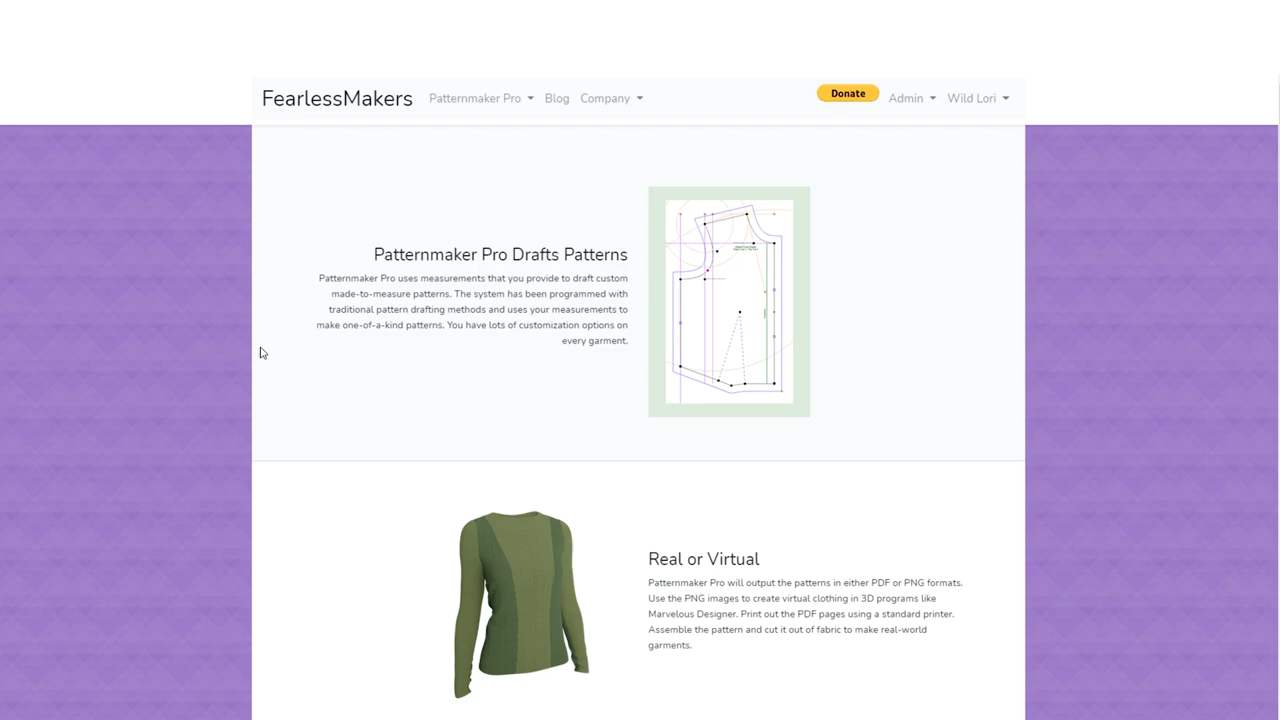 FearlessMakers Patternmaker Pro Blog Company Donate Admin Wild Lori
Patternmaker Pro Drafts Patterns
Patternmaker Pro uses measurements that you provide to draft custom
made-to-measure patterns. The system has been programmed with
traditional pattern drafting methods and uses your measurements to
make one-of-a-kind patterns. You have lots of customization options on
every garment.
Real or Virtual
Patternmaker Pro will output the patterns in either PDF or PNG formats.
Use the PNG images to create virtual clothing in 3D programs like
Marvelous Designer. Print out the PDF pages using a standard printer.
Assemble the pattern and cut it out of fabric to make real-world
garments.